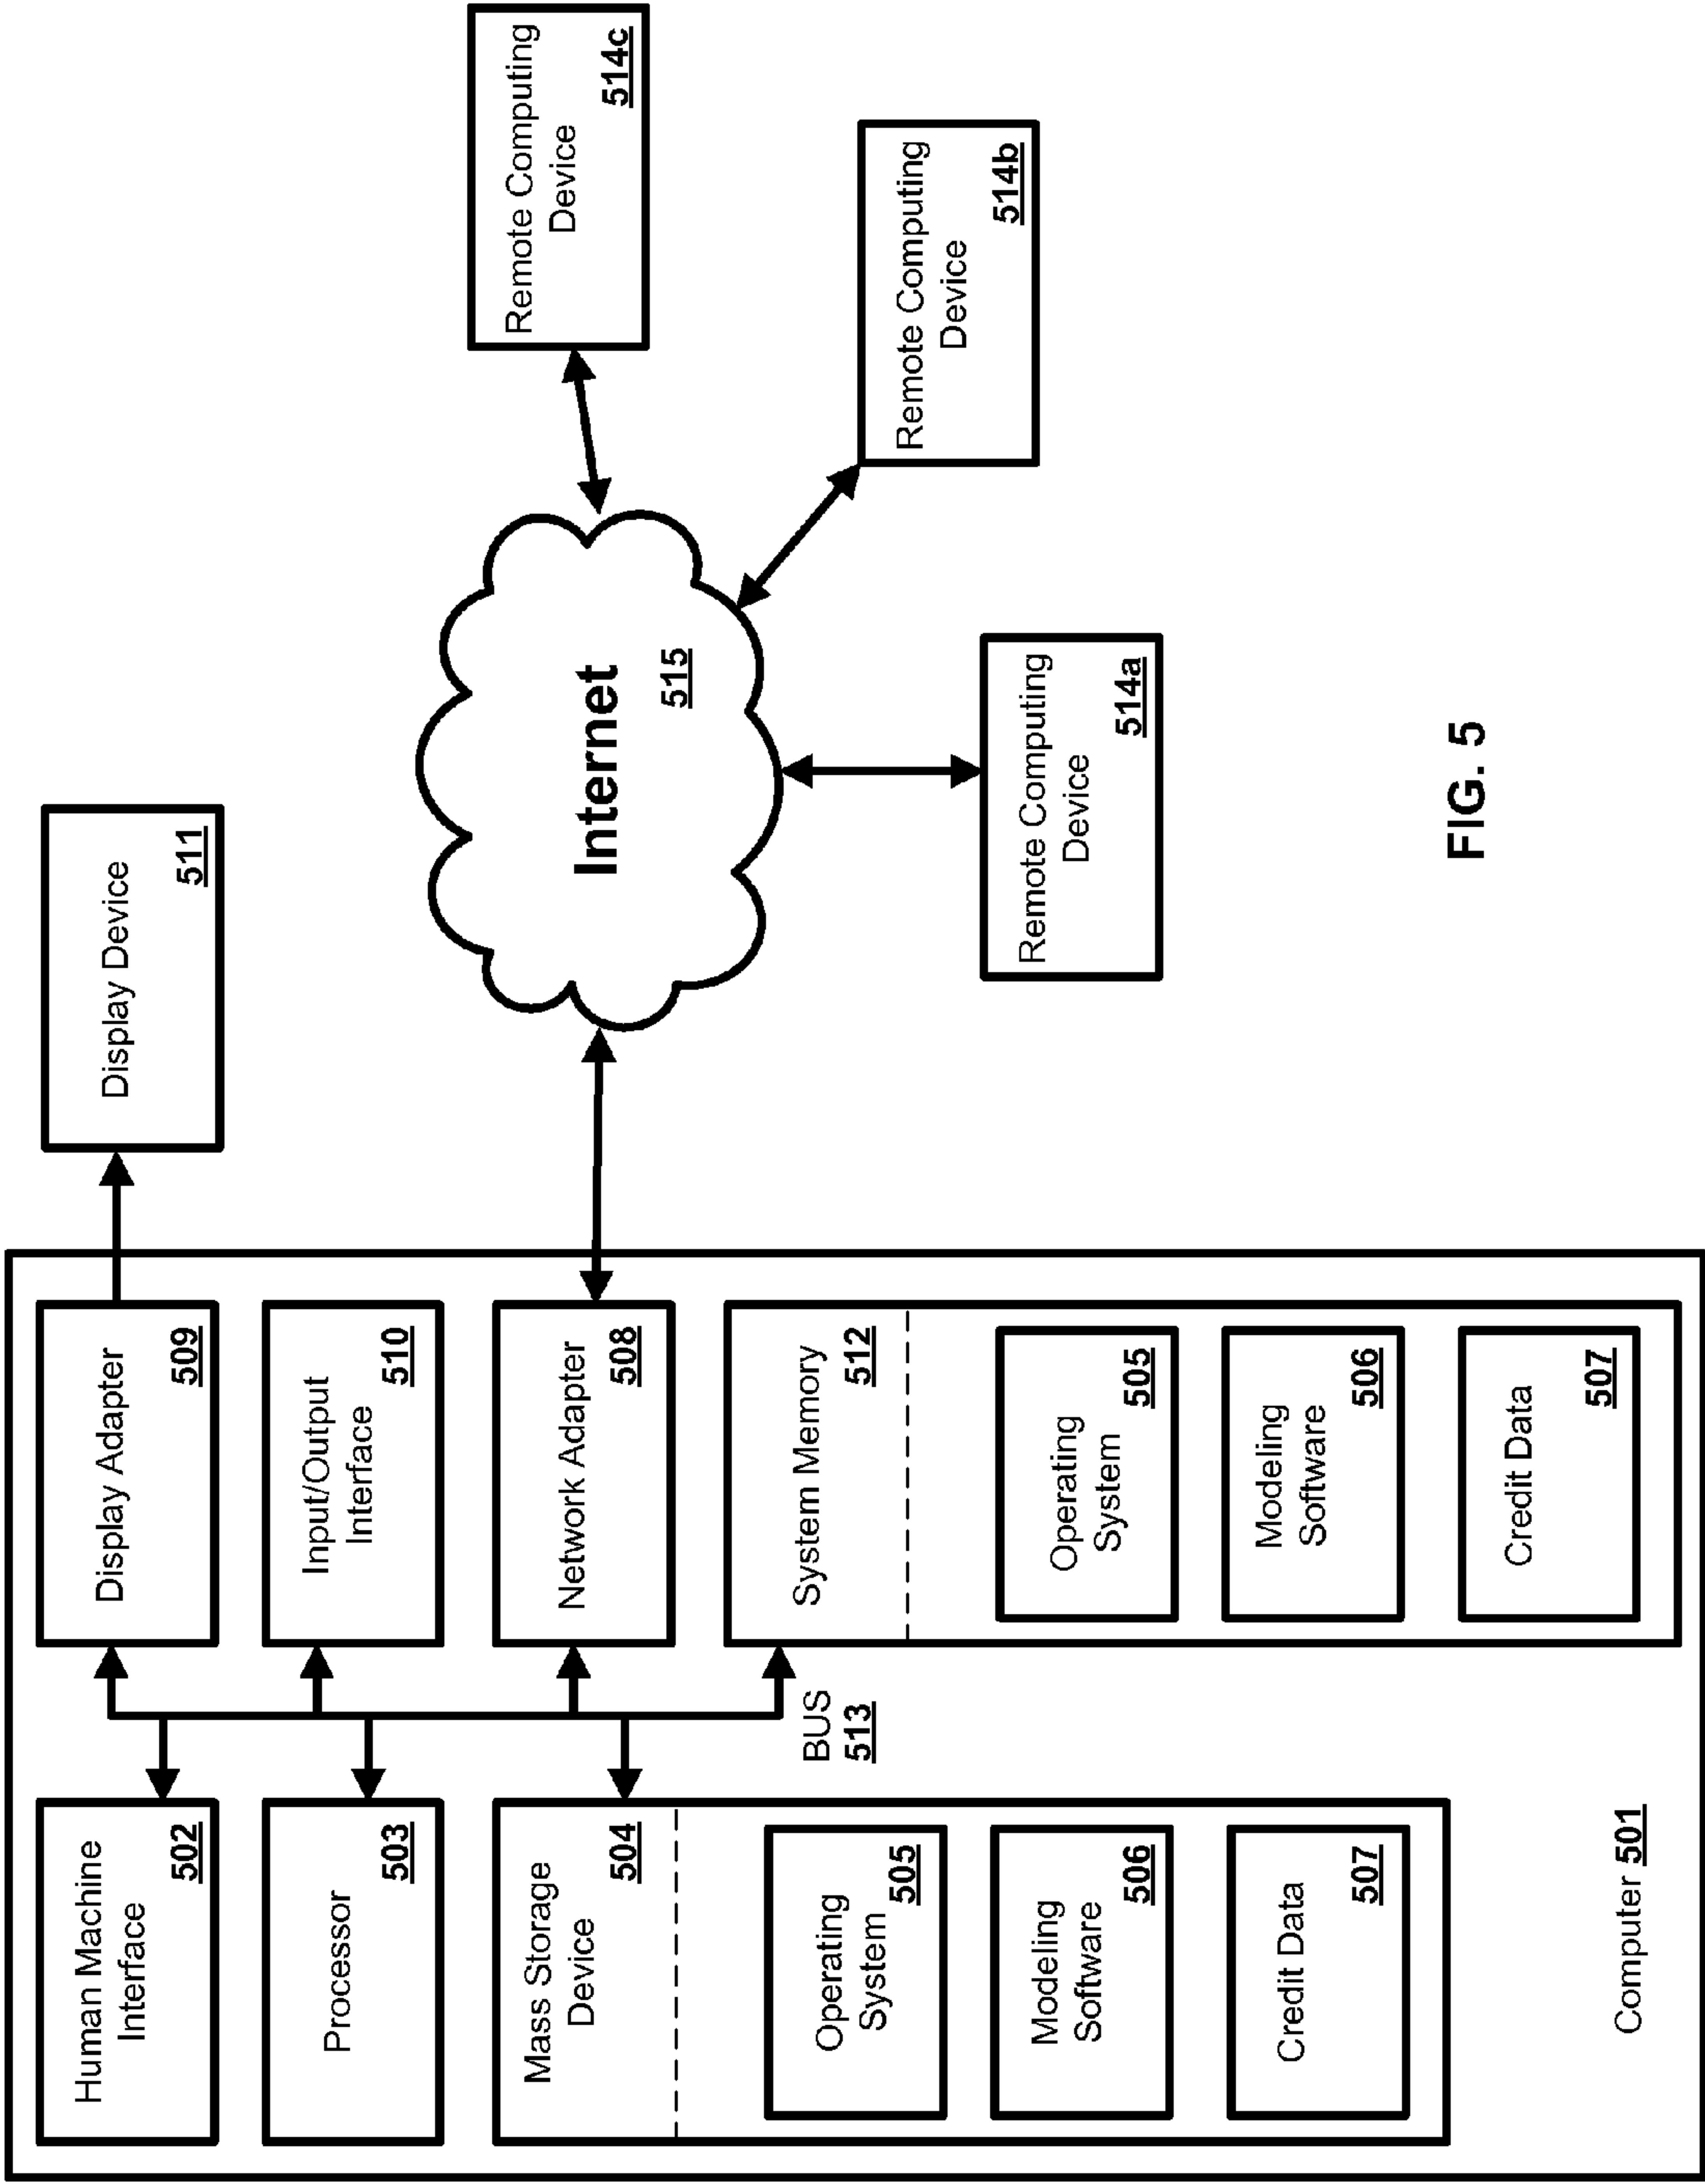 Human Machine
Interface
502
Processor
503
Mass Storage
Device
504
Operating
System
505
Modeling
Software
506
Credit Data
507
Computer 501
BUS
513
Display Adapter
509
Input/Output
Interface
510
Network Adapter
508
System Memory
512
Operating
System
505
Modeling
Software
506
Credit Data
507
Display Device
511
Internet
515
Remote Computing
Device
514a
Remote Computing
Device
514b
Remote Computing
Device
514c
FIG. 5